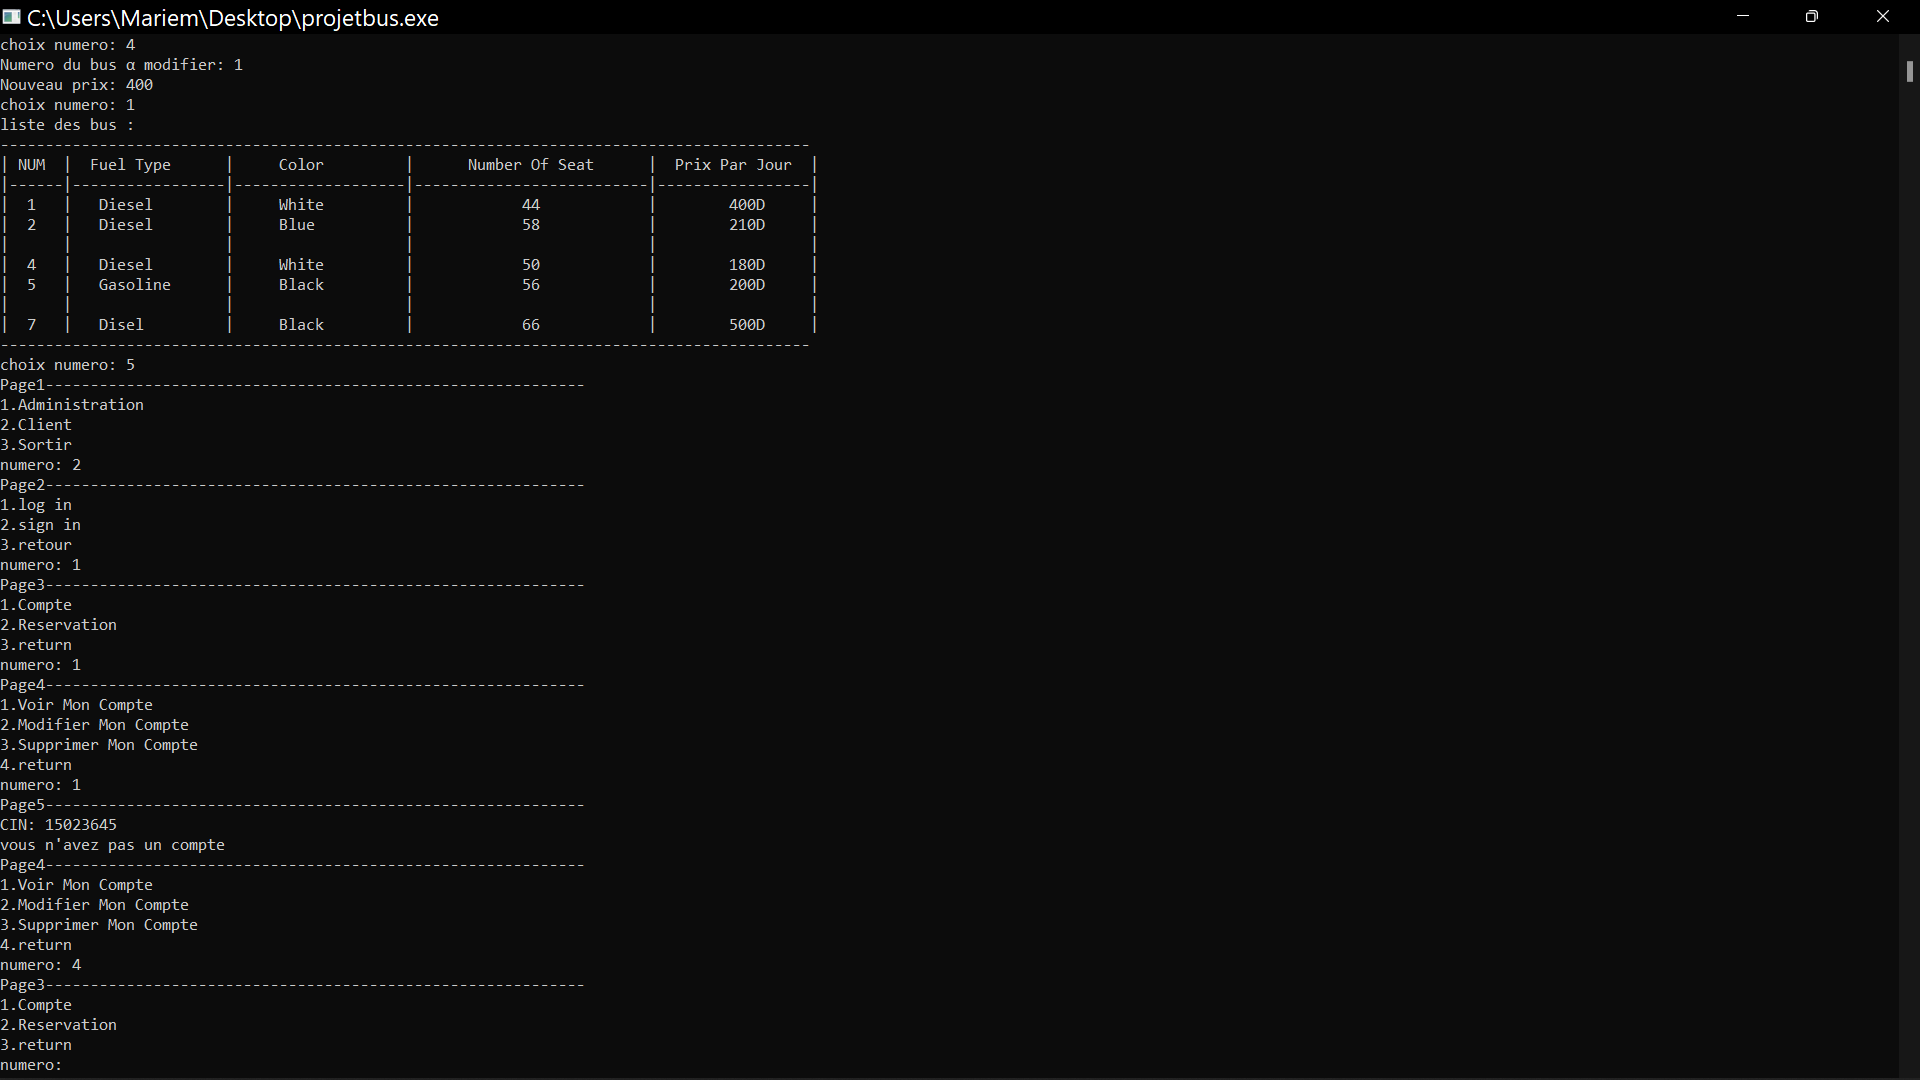 C:\Users\Mariem\Desktop\projetbus.exe
choix numero: 4
Numero du bus α modifier: 1
Nouveau prix: 400
choix numero: 1
liste des bus :
------------------------------------------------------------------------------------------
| NUM  |  Fuel Type      |     Color         |      Number Of Seat      |  Prix Par Jour  |
|------|-----------------|-------------------|--------------------------|-----------------|
|  1   |   Diesel        |     White         |            44            |        400D     |
|  2   |   Diesel        |     Blue          |            58            |        210D     |
|      |                 |                   |                          |                 |
|  4   |   Diesel        |     White         |            50            |        180D     |
|  5   |   Gasoline      |     Black         |            56            |        200D     |
|      |                 |                   |                          |                 |
|  7   |   Disel         |     Black         |            66            |        500D     |
------------------------------------------------------------------------------------------
choix numero: 5
Page1------------------------------------------------------------
1.Administration
2.Client
3.Sortir
numero: 2
Page2------------------------------------------------------------
1.log in
2.sign in
3.retour
numero: 1
Page3------------------------------------------------------------
1.Compte
2.Reservation
3.return
numero: 1
Page4------------------------------------------------------------
1.Voir Mon Compte
2.Modifier Mon Compte
3.Supprimer Mon Compte
4.return
numero: 1
Page5------------------------------------------------------------
CIN: 15023645
vous n'avez pas un compte
Page4------------------------------------------------------------
1.Voir Mon Compte
2.Modifier Mon Compte
3.Supprimer Mon Compte
4.return
numero: 4
Page3------------------------------------------------------------
1.Compte
2.Reservation
3.return
numero: